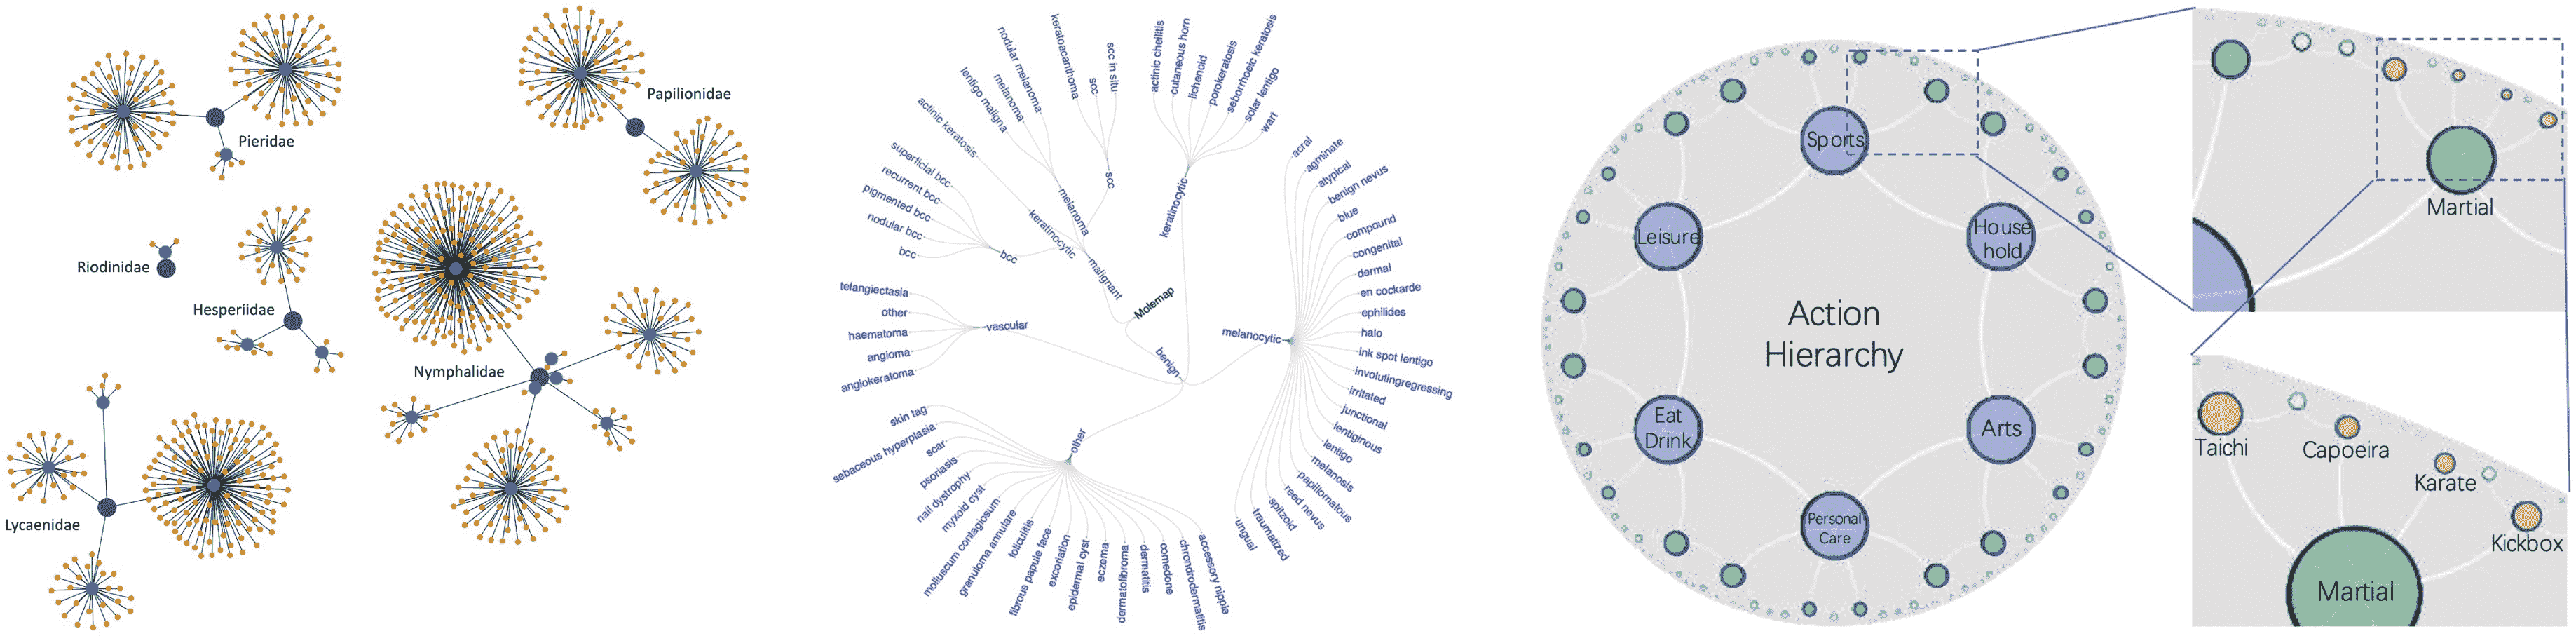 Pieridae
Papilionidae
Riodinidae
Hesperiidae
Nymphalidae
Lycaenidae
Molemap
malignant
keratinocytic
actinic keratosis
bcc
superficial bcc
recurrent bcc
pigmented bcc
nodular bcc
bcc
melanoma
lentigo maligna
melanoma
nodular melanoma
scc
keratoacanthoma
scc
scc in situ
benign
keratinocytic
actinic cheilitis
cutaneous horn
lichenoid
porokeratosis
seborrhoeic keratosis
solar lentigo
wart
melanocytic
acral
agminate
atypical
benign nevus
blue
compound
congenital
dermal
en cockarde
ephilides
halo
ink spot lentigo
involutingregressing
irritated
junctional
lentiginous
lentigo
melanosis
papillomatous
reed nevus
spitzoid
traumatized
ungual
vascular
telangiectasia
other
haematoma
angioma
angiokeratoma
other
skin tag
sebaceous hyperplasia
scar
psoriasis
nail dystrophy
myxoid cyst
molluscum contagiosum
granuloma annulare
folliculitis
fibrous papule face
excoriation
epidermal cyst
eczema
dermatofibroma
dermatitis
comedone
chrondrodermatitis
accessory nipple
Action
Hierarchy
Sports
House
hold
Arts
Personal
Care
Eat
Drink
Leisure
Martial
Taichi
Capoeira
Karate
Kickbox
Martial